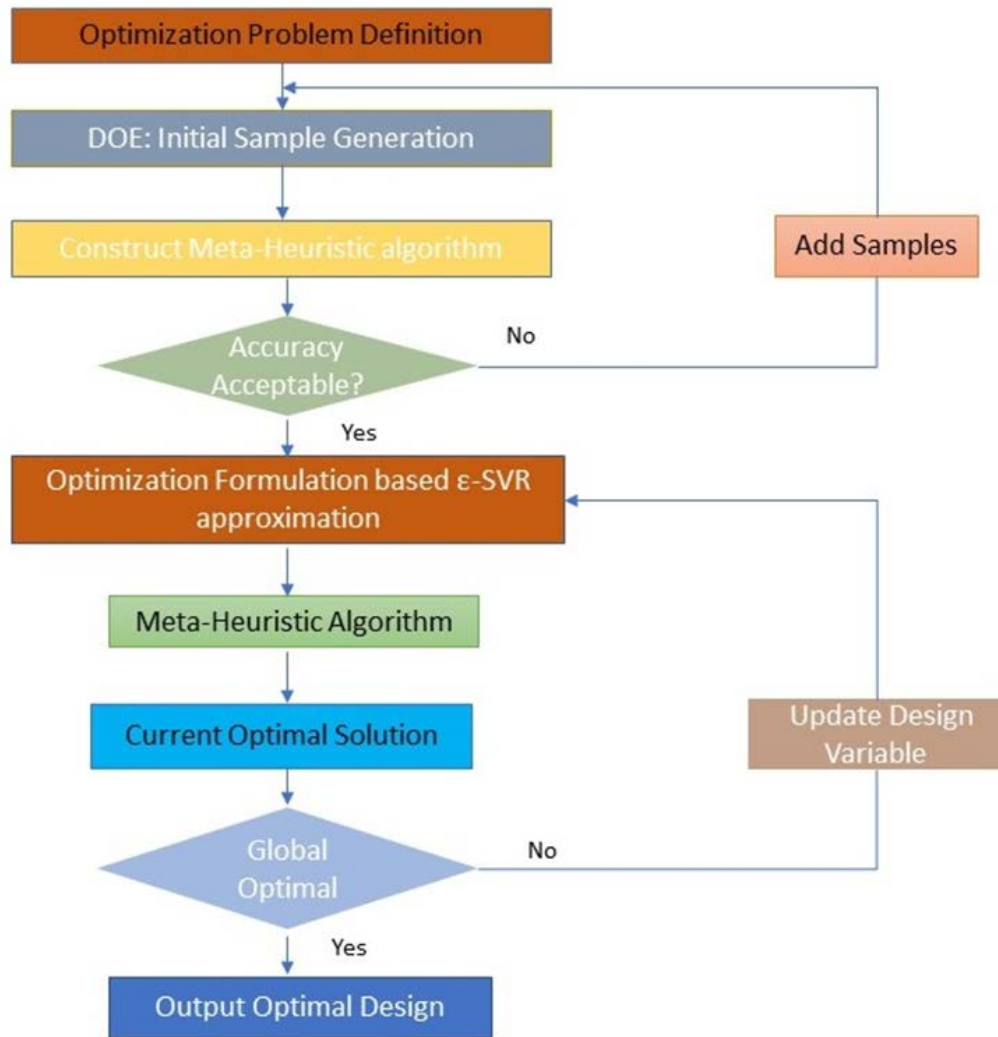 Optimization Problem Definition
DOE: Initial Sample Generation
Construct Meta-Heuristic algorithm
Add Samples
Accuracy
Acceptable?
No
Yes
Optimization Formulation based ε-SVR
approximation
Meta-Heuristic Algorithm
Current Optimal Solution
Update Design
Variable
Global
Optimal
No
Yes
Output Optimal Design